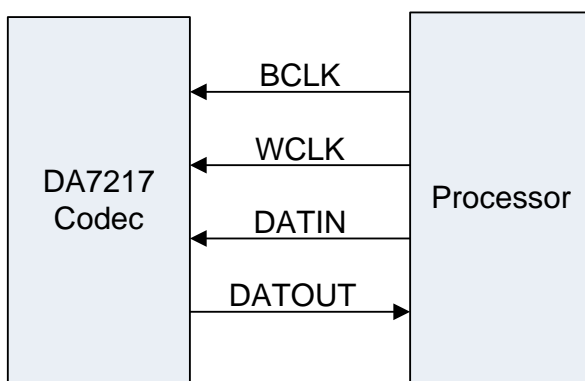 DA7217
Codec
BCLK
WCLK
DATIN
DATOUT
Processor